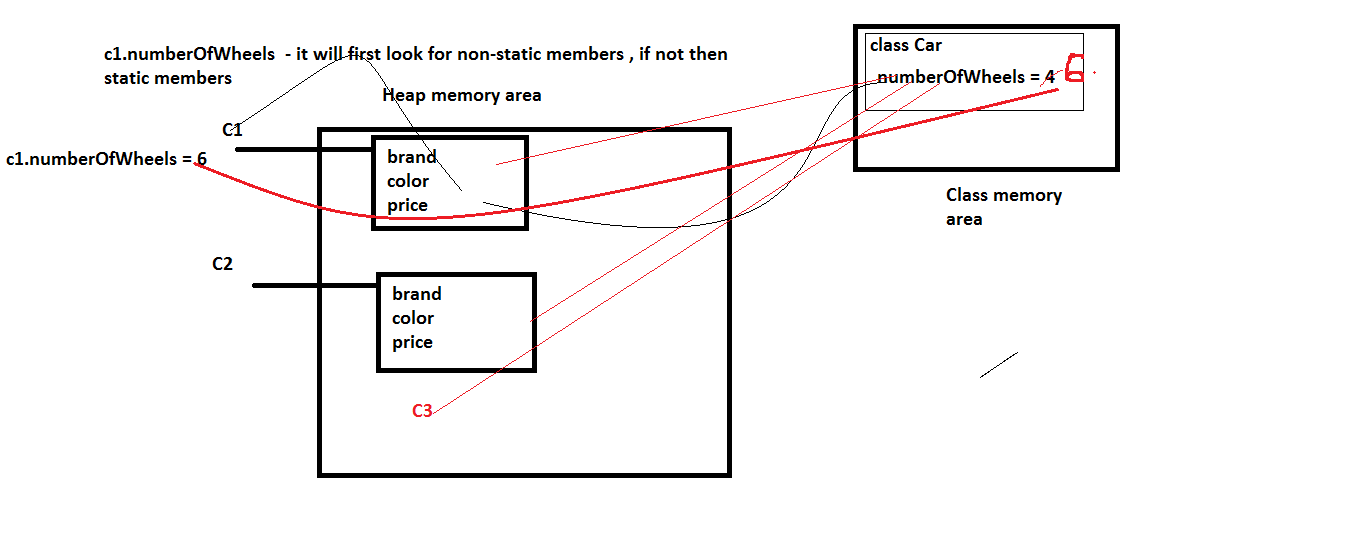 c1.numberOfWheels - it will first look for non-static members , if not then
static members
Heap memory area
C1
c1.numberOfWheels = 6
brand
color
price
C2
brand
color
price
C3
class Car
numberOfWheels = 4 6
Class memory
area